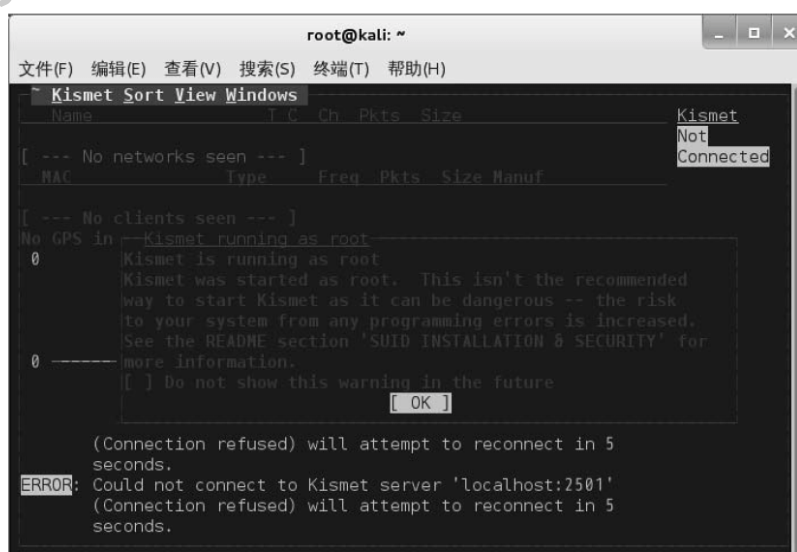 root@kali: ~
文件(F) 编辑(E) 查看(V) 搜索(S) 终端(T) 帮助(H)
~ Kismet Sort View Windows
Name T C Ch Pkts Size
Kismet
Not
Connected
[ --- No networks seen --- ]
MAC Type Freq Pkts Size Manuf
[ --- No clients seen --- ]
No GPS in
Kismet running as root
0
Kismet is running as root
Kismet was started as root. This isn't the recommended
way to start Kismet as it can be dangerous -- the risk
to your system from any programming errors is increased.
See the README section 'SUID INSTALLATION & SECURITY' for
0
more information.
[ ] Do not show this warning in the future
[ OK ]
(Connection refused) will attempt to reconnect in 5
seconds.
ERROR: Could not connect to Kismet server 'localhost:2501'
(Connection refused) will attempt to reconnect in 5
seconds.